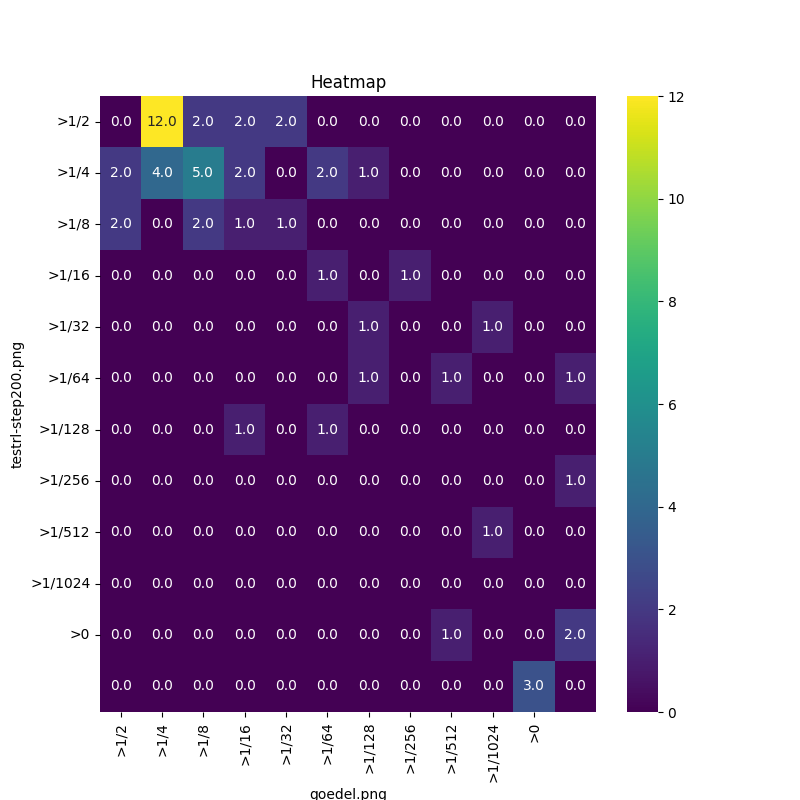 Heatmap
>1/2 0.0 12.0 2.0 2.0 2.0 0.0 0.0 0.0 0.0 0.0 0.0 0.0
>1/4 2.0 4.0 5.0 2.0 0.0 2.0 1.0 0.0 0.0 0.0 0.0 0.0
>1/8 2.0 0.0 2.0 1.0 1.0 0.0 0.0 0.0 0.0 0.0 0.0 0.0
>1/16 0.0 0.0 0.0 0.0 0.0 1.0 0.0 1.0 0.0 0.0 0.0 0.0
>1/32 0.0 0.0 0.0 0.0 0.0 0.0 1.0 0.0 0.0 1.0 0.0 0.0
>1/64 0.0 0.0 0.0 0.0 0.0 0.0 1.0 0.0 1.0 0.0 0.0 1.0
>1/128 0.0 0.0 0.0 1.0 0.0 1.0 0.0 0.0 0.0 0.0 0.0 0.0
>1/256 0.0 0.0 0.0 0.0 0.0 0.0 0.0 0.0 0.0 0.0 0.0 1.0
>1/512 0.0 0.0 0.0 0.0 0.0 0.0 0.0 0.0 0.0 1.0 0.0 0.0
>1/1024 0.0 0.0 0.0 0.0 0.0 0.0 0.0 0.0 0.0 0.0 0.0 0.0
>0 0.0 0.0 0.0 0.0 0.0 0.0 0.0 0.0 1.0 0.0 0.0 2.0
0.0 0.0 0.0 0.0 0.0 0.0 0.0 0.0 0.0 0.0 3.0 0.0
>1/2 >1/4 >1/8 >1/16 >1/32 >1/64 >1/128 >1/256 >1/512 >1/1024 >0
goedel.png
testrl-step200.png
12
10
8
6
4
2
0